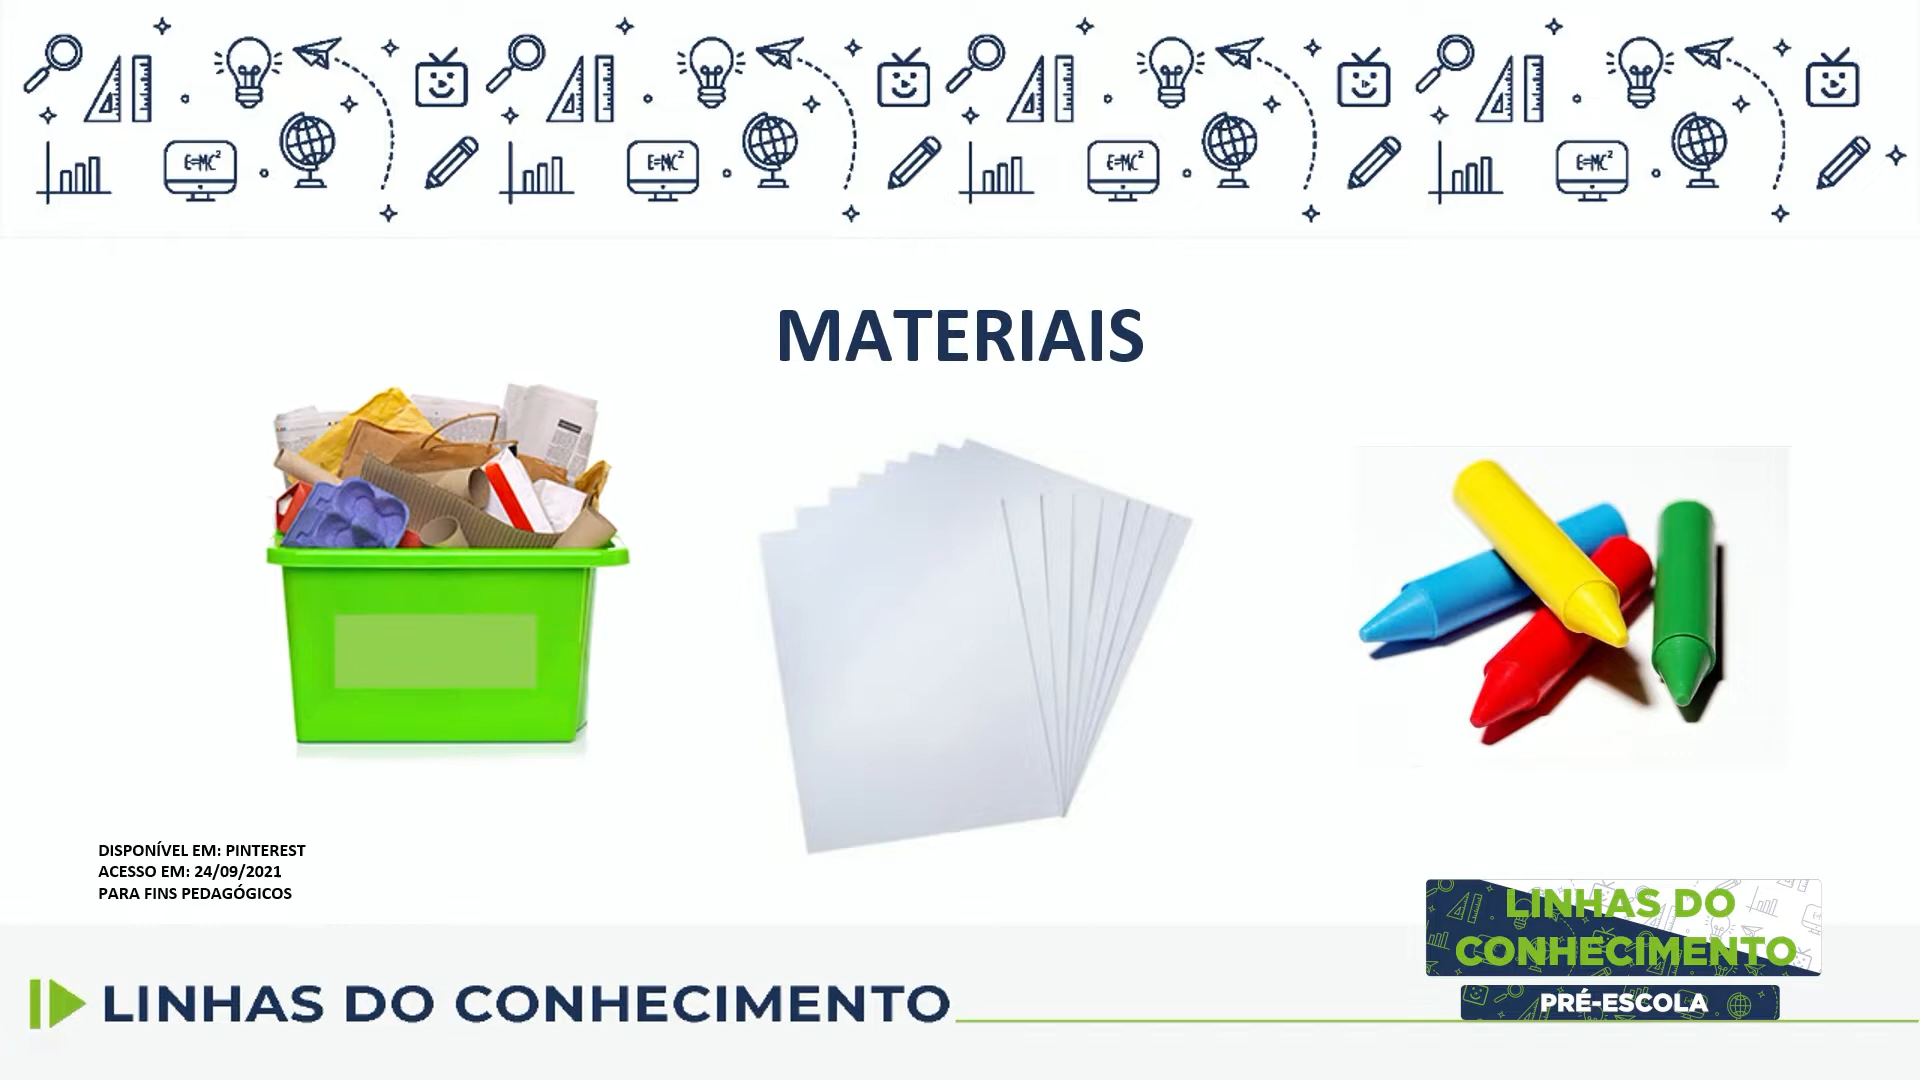 E=MC²
E=MC²
E=MC²
E=MC²
MATERIAIS
DISPONÍVEL EM: PINTEREST
ACESSO EM: 24/09/2021
PARA FINS PEDAGÓGICOS
LINHAS DO
CONHECIMENTO
PRÉ-ESCOLA
LINHAS DO CONHECIMENTO